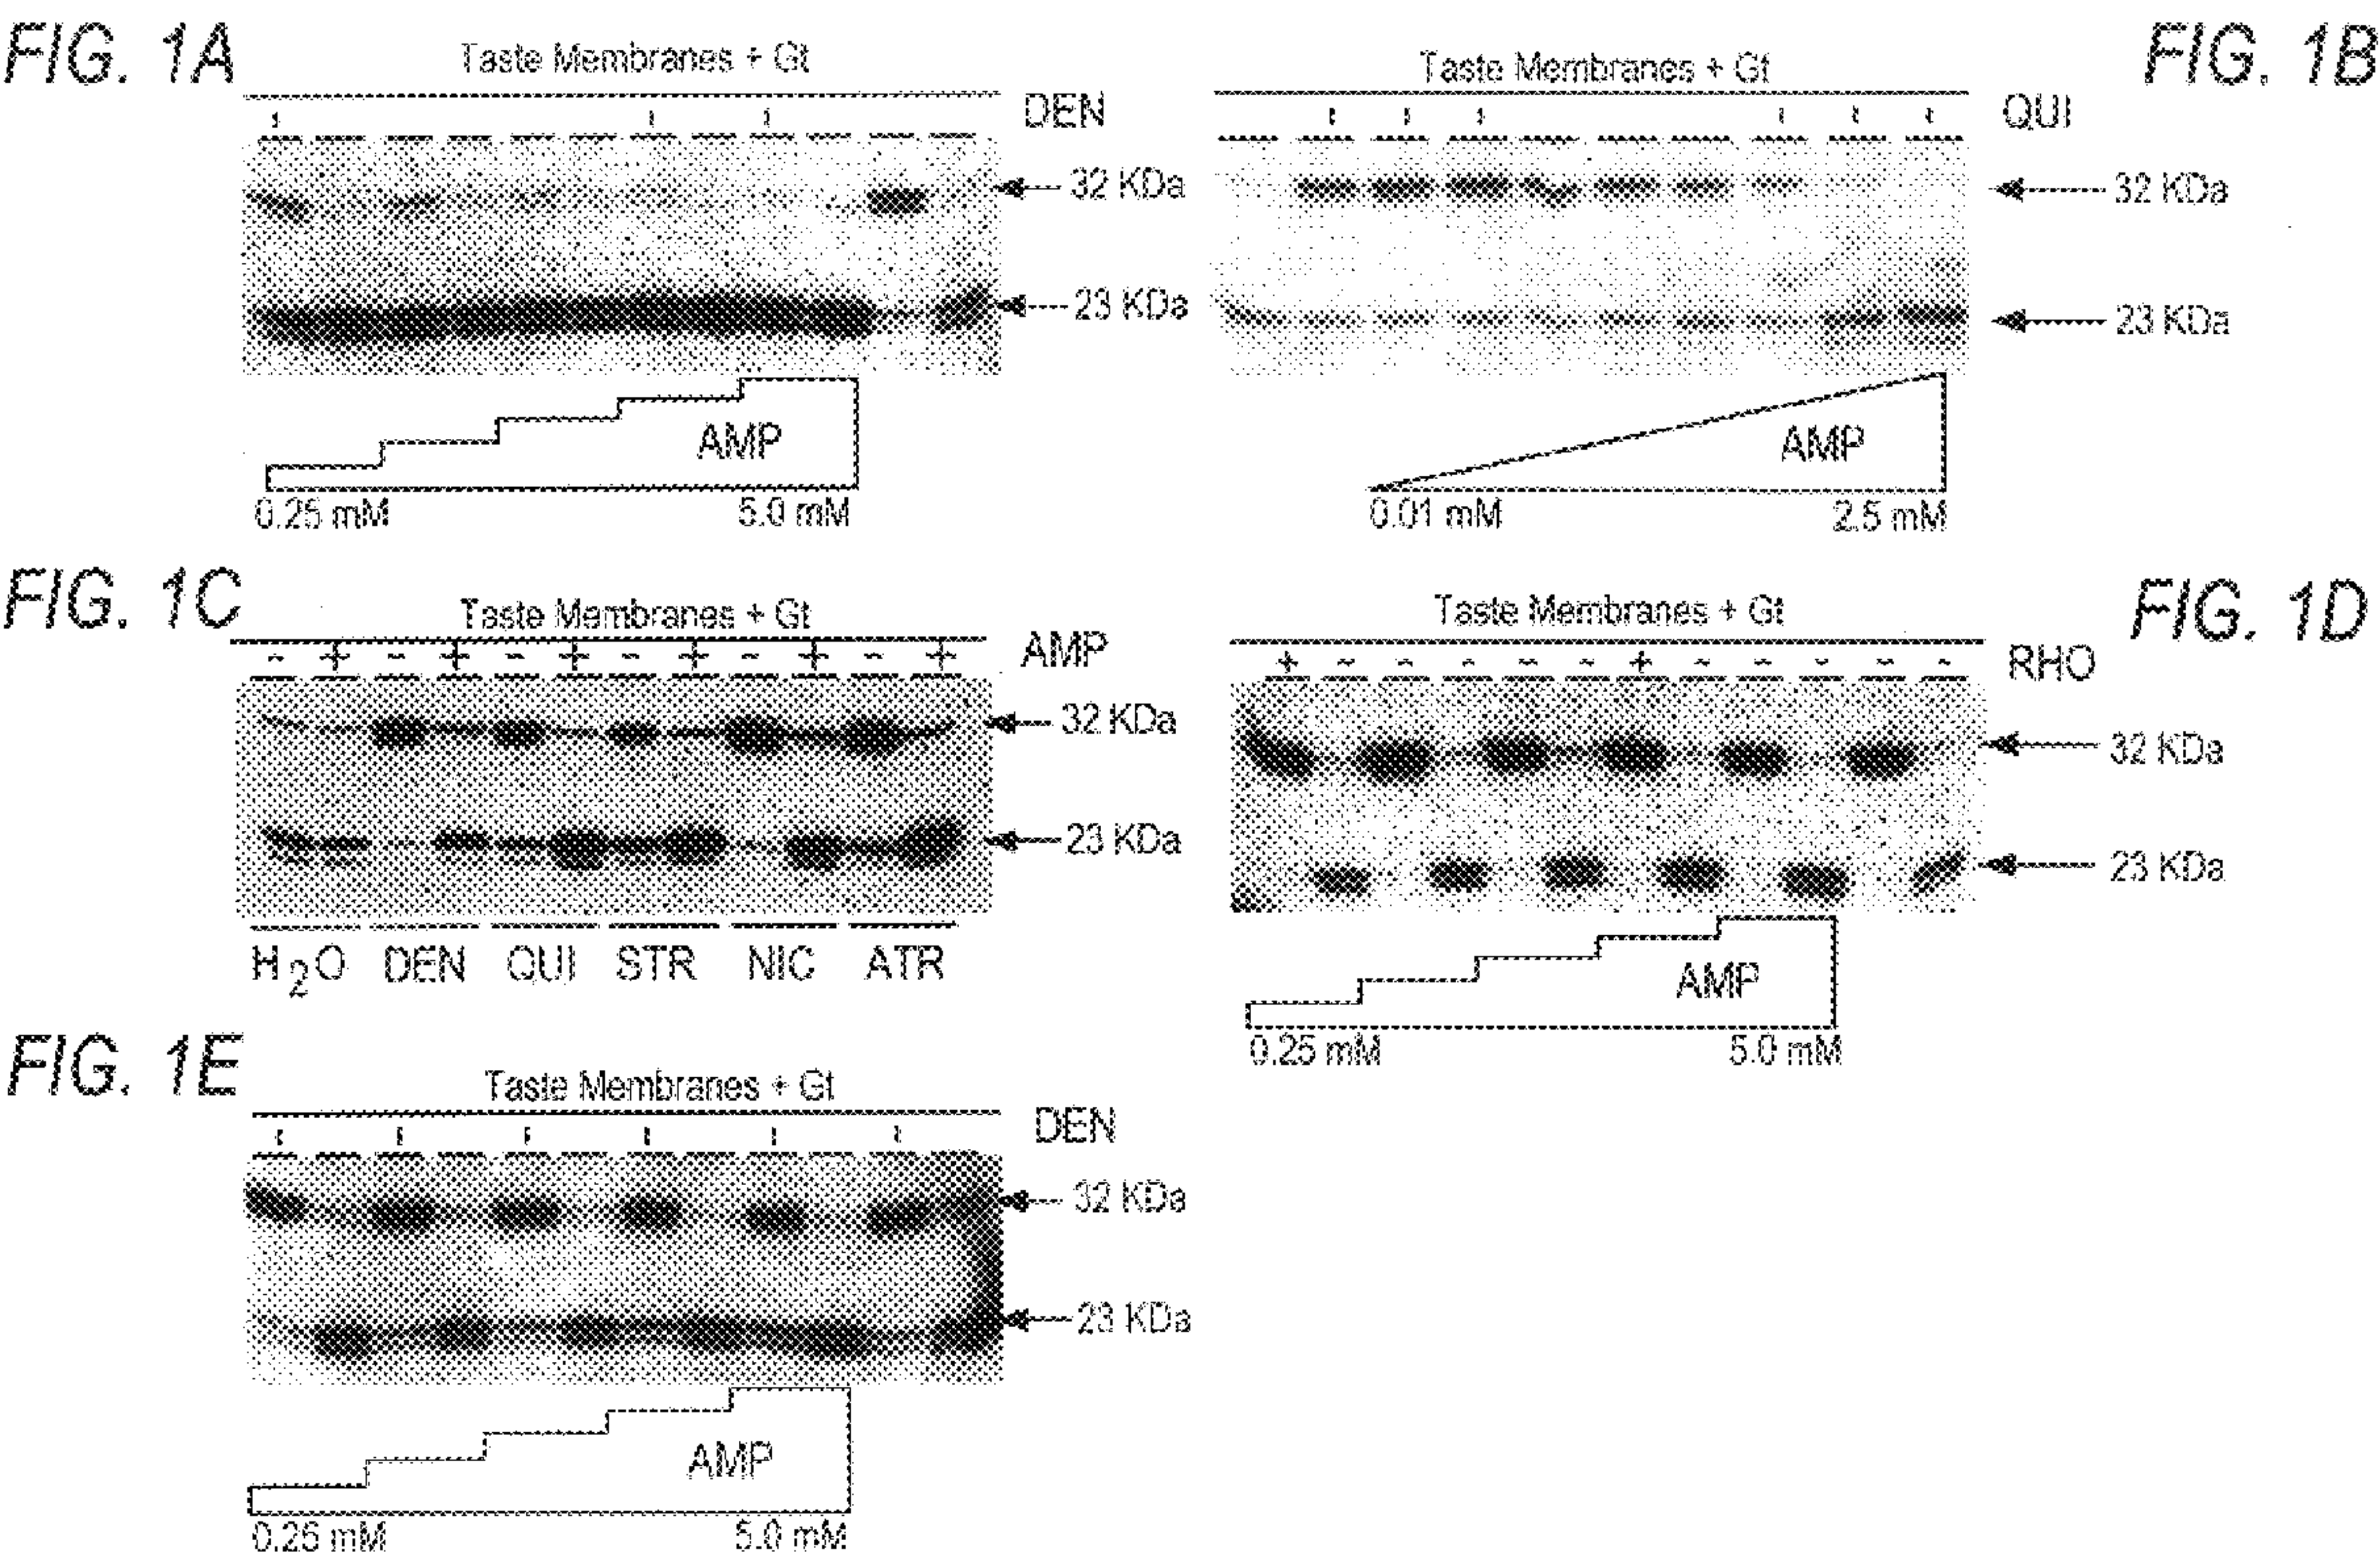 FIG. 1A
Taste Membranes + Gt
DEN
32 KDa
23 KDa
AMP
0.25 mM 5.0 mM
FIG. 1B
Taste Membranes + Gt
QUI
32 KDa
23 KDa
AMP
0.01 mM 2.5 mM
FIG. 1C
Taste Membranes + Gt
- + - + - + - + - + - + AMP
32 KDa
23 KDa
H2O DEN QUI STR NIC ATR
FIG. 1D
Taste Membranes + Gt
+ - - - - - + - - - - - RHO
32 KDa
23 KDa
AMP
0.25 mM 5.0 mM
FIG. 1E
Taste Membranes + Gt
DEN
32 KDa
23 KDa
AMP
0.25 mM 5.0 mM